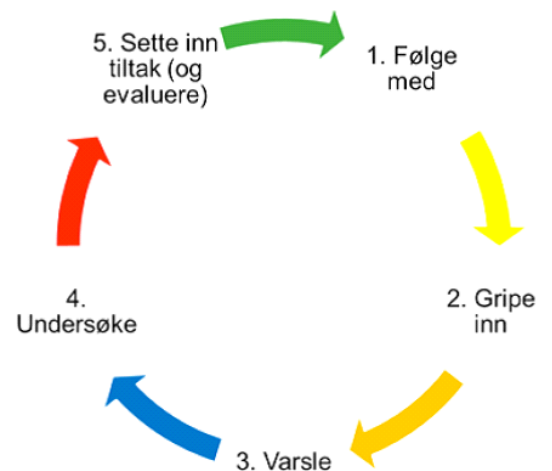 1. Følge
med
2. Gripe
inn
3. Varsle
4.
Undersøke
5. Sette inn
tiltak (og
evaluere)